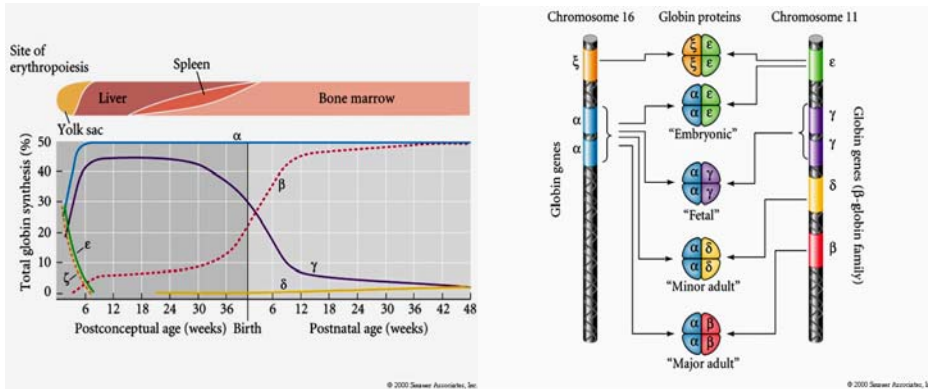 Site of
erythropoiesis
Spleen
Liver
Bone marrow
Yolk sac
Total globin synthesis (%)
50
40
30
20
10
0
α
β
γ
δ
ε
ζ
6 12 18 24 30 36 6 12 18 24 30 36 42 48
Postconceptual age (weeks) Birth Postnatal age (weeks)
© 2000 Sinauer Associates, Inc.
Chromosome 16 Globin proteins Chromosome 11
ξ
ξ ε
ξ ε
ε
α
α
α ε
α ε
"Embryonic"
γ
γ
Globin genes
α γ
α γ
"Fetal"
δ
Globin genes (β-globin family)
α δ
α δ
"Minor adult"
β
α β
α β
"Major adult"
© 2000 Sinauer Associates, Inc.